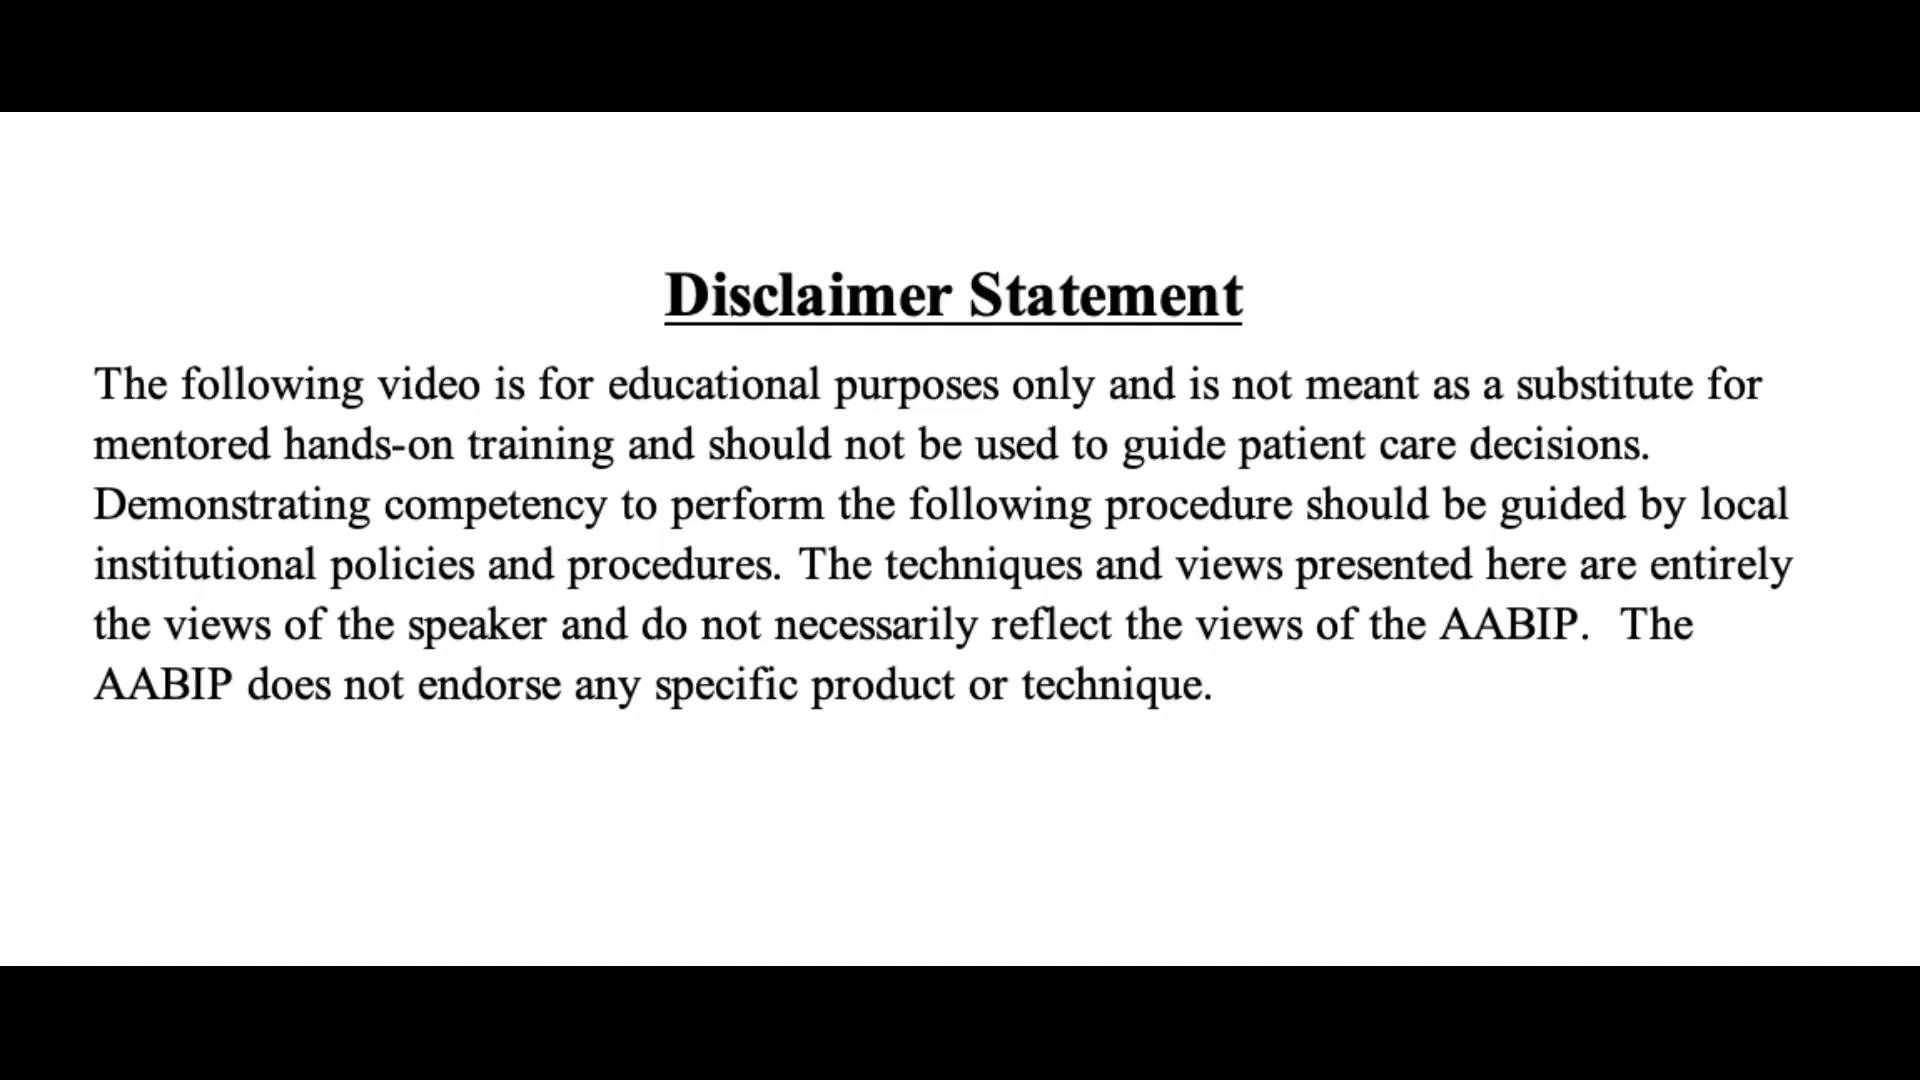 Disclaimer Statement
The following video is for educational purposes only and is not meant as a substitute for
mentored hands-on training and should not be used to guide patient care decisions.
Demonstrating competency to perform the following procedure should be guided by local
institutional policies and procedures. The techniques and views presented here are entirely
the views of the speaker and do not necessarily reflect the views of the AABIP.  The
AABIP does not endorse any specific product or technique.